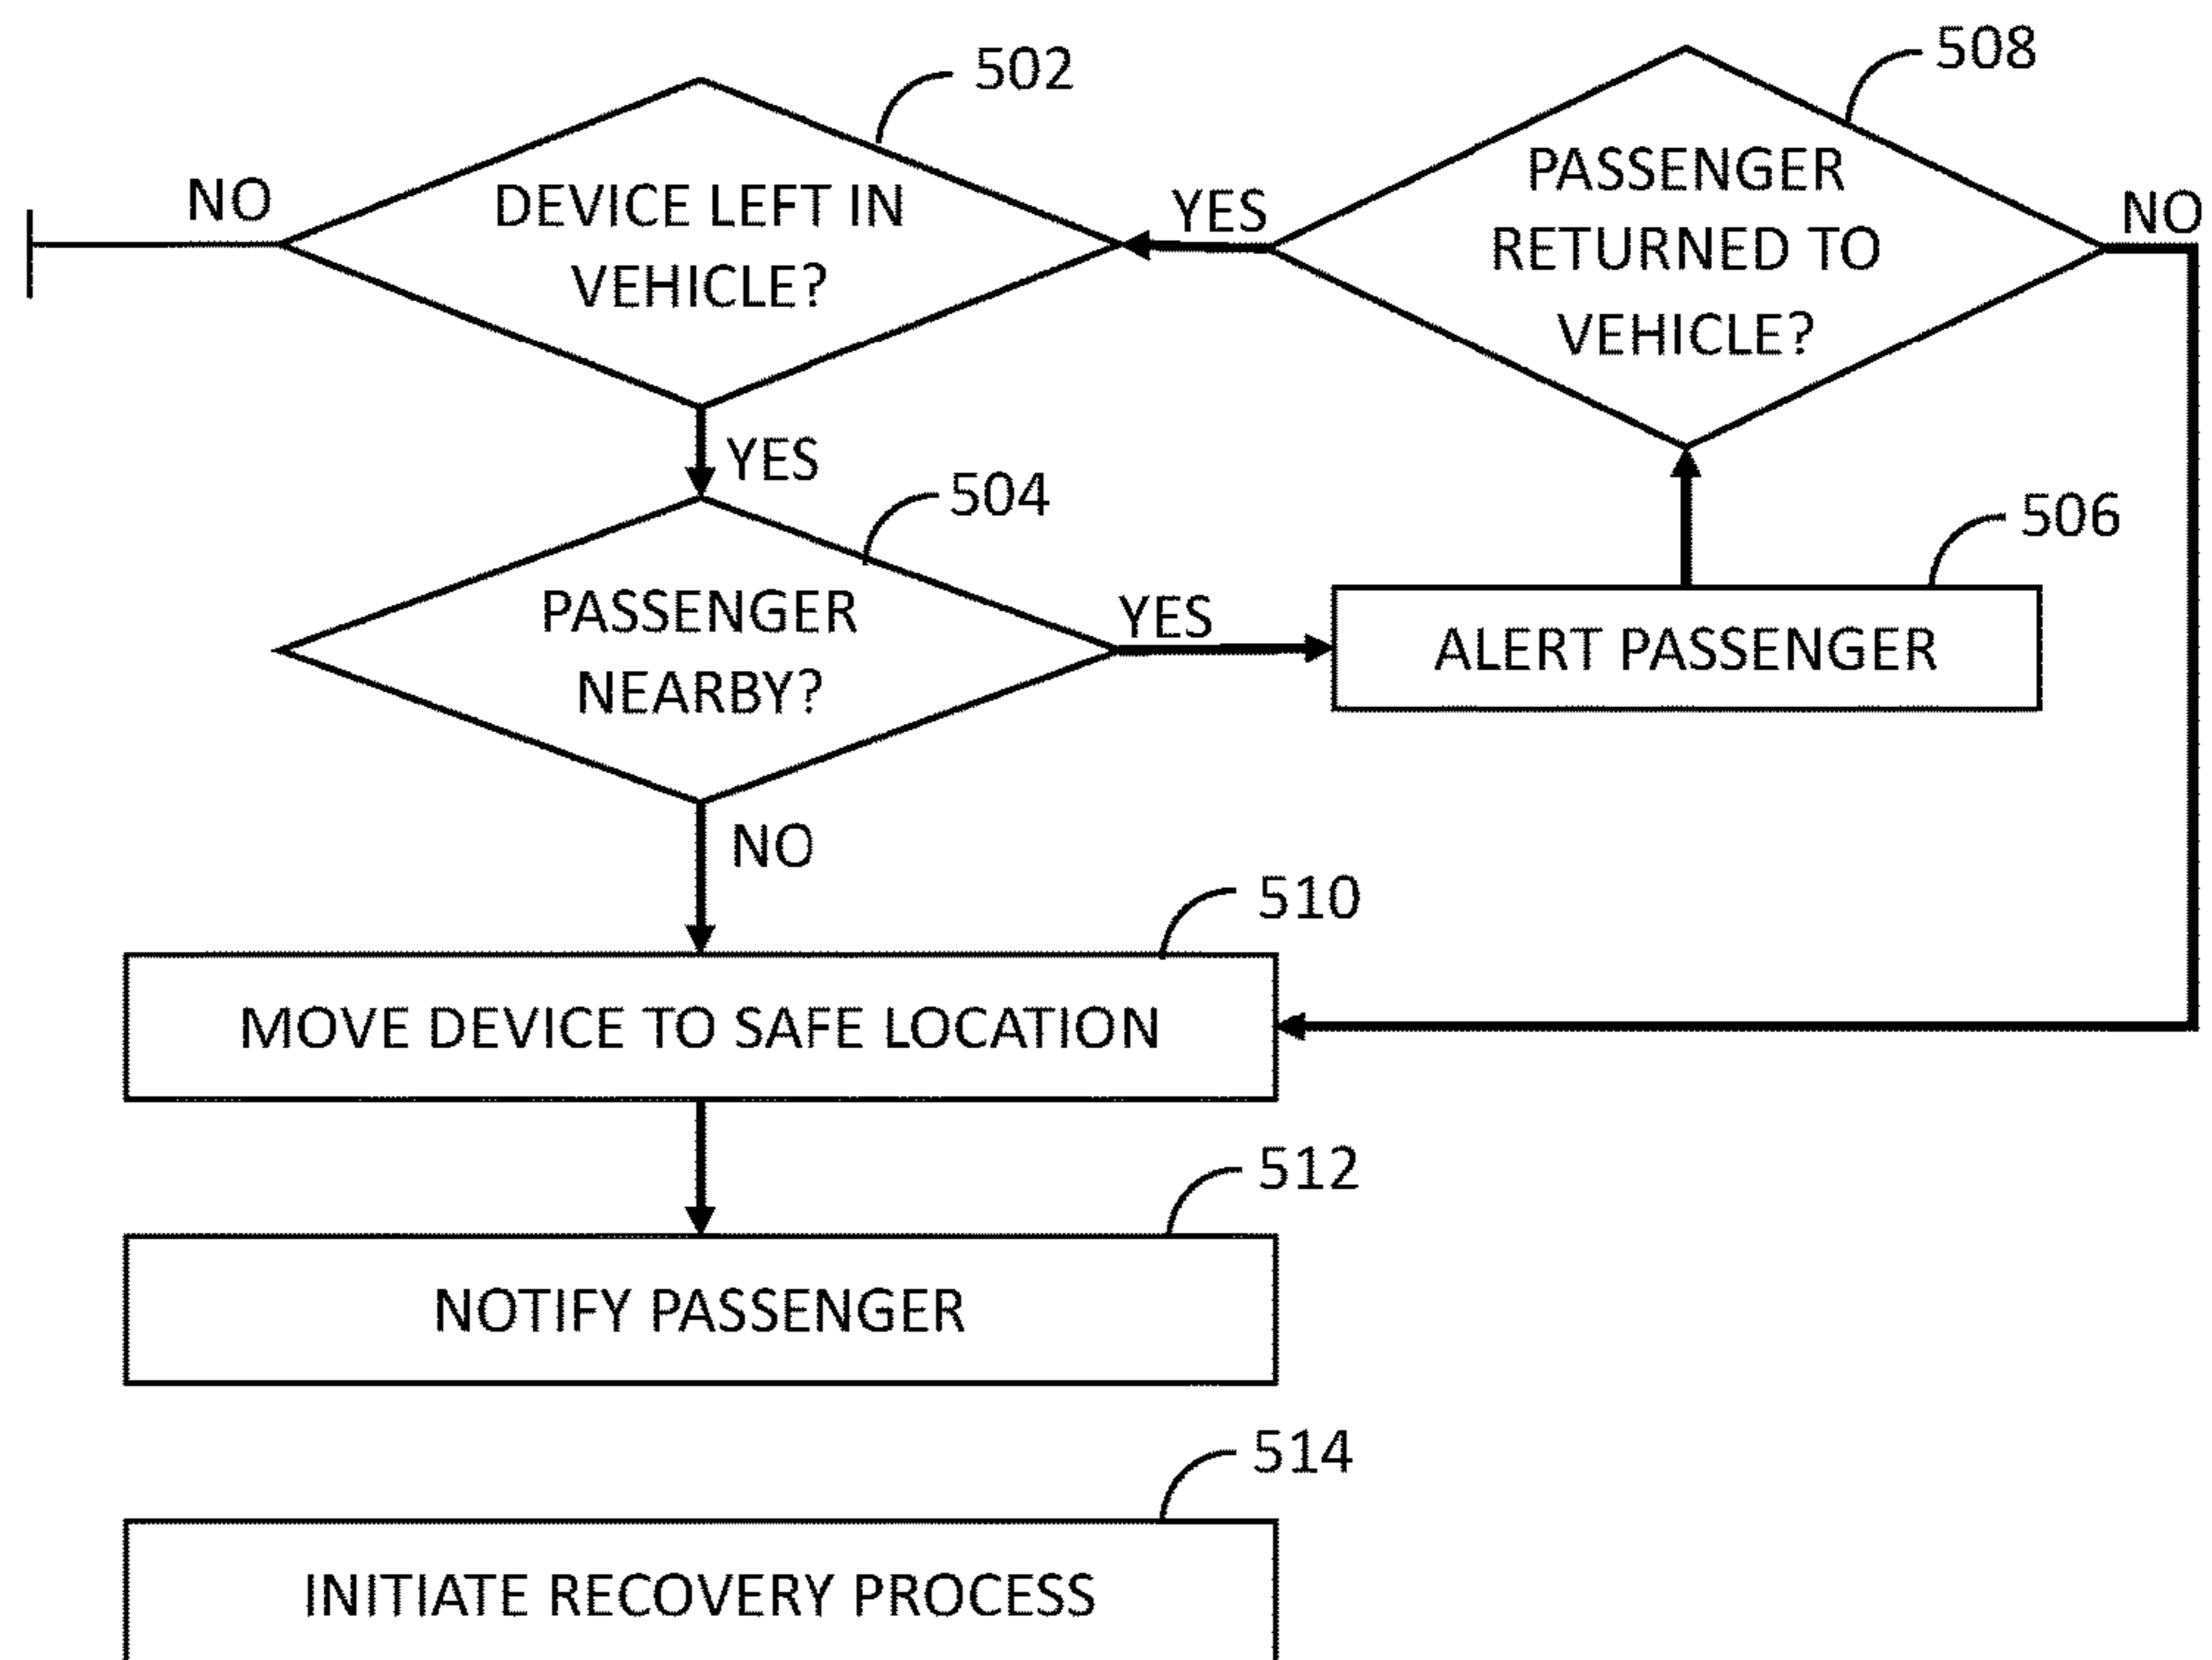 502
DEVICE LEFT IN
VEHICLE?
NO
YES
508
PASSENGER
RETURNED TO
VEHICLE?
YES
NO
504
PASSENGER
NEARBY?
YES
NO
506
ALERT PASSENGER
510
MOVE DEVICE TO SAFE LOCATION
512
NOTIFY PASSENGER
514
INITIATE RECOVERY PROCESS